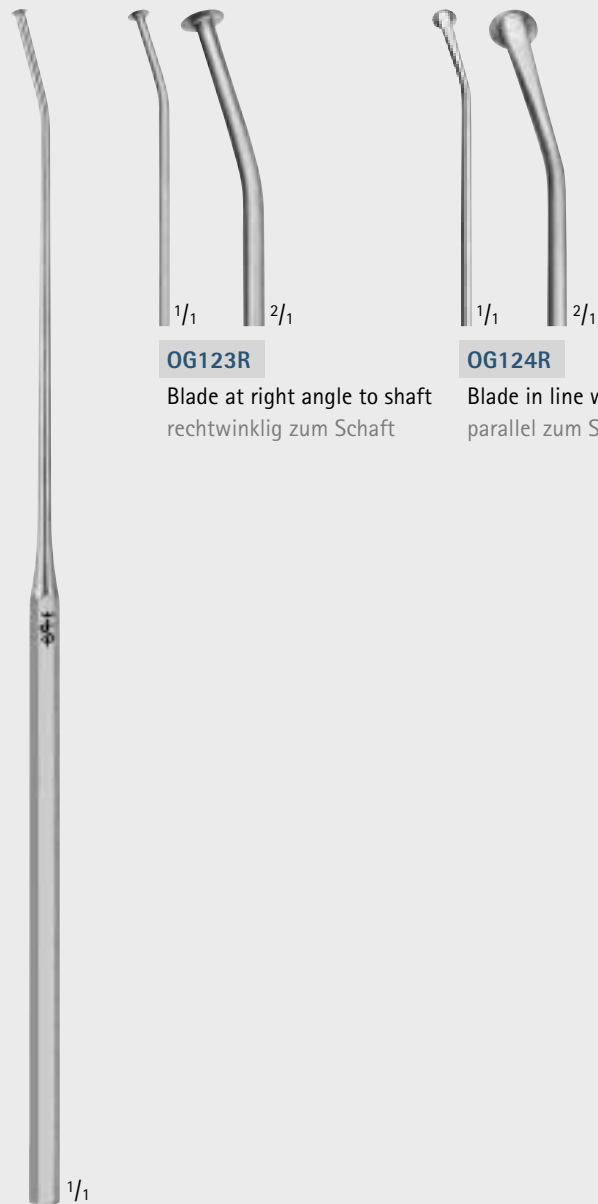 1/1
2/1
1/1
2/1
OG123R
OG124R
Blade at right angle to shaft
Blade in line
rechtwinklig zum Schaft
parallel zum
1/1